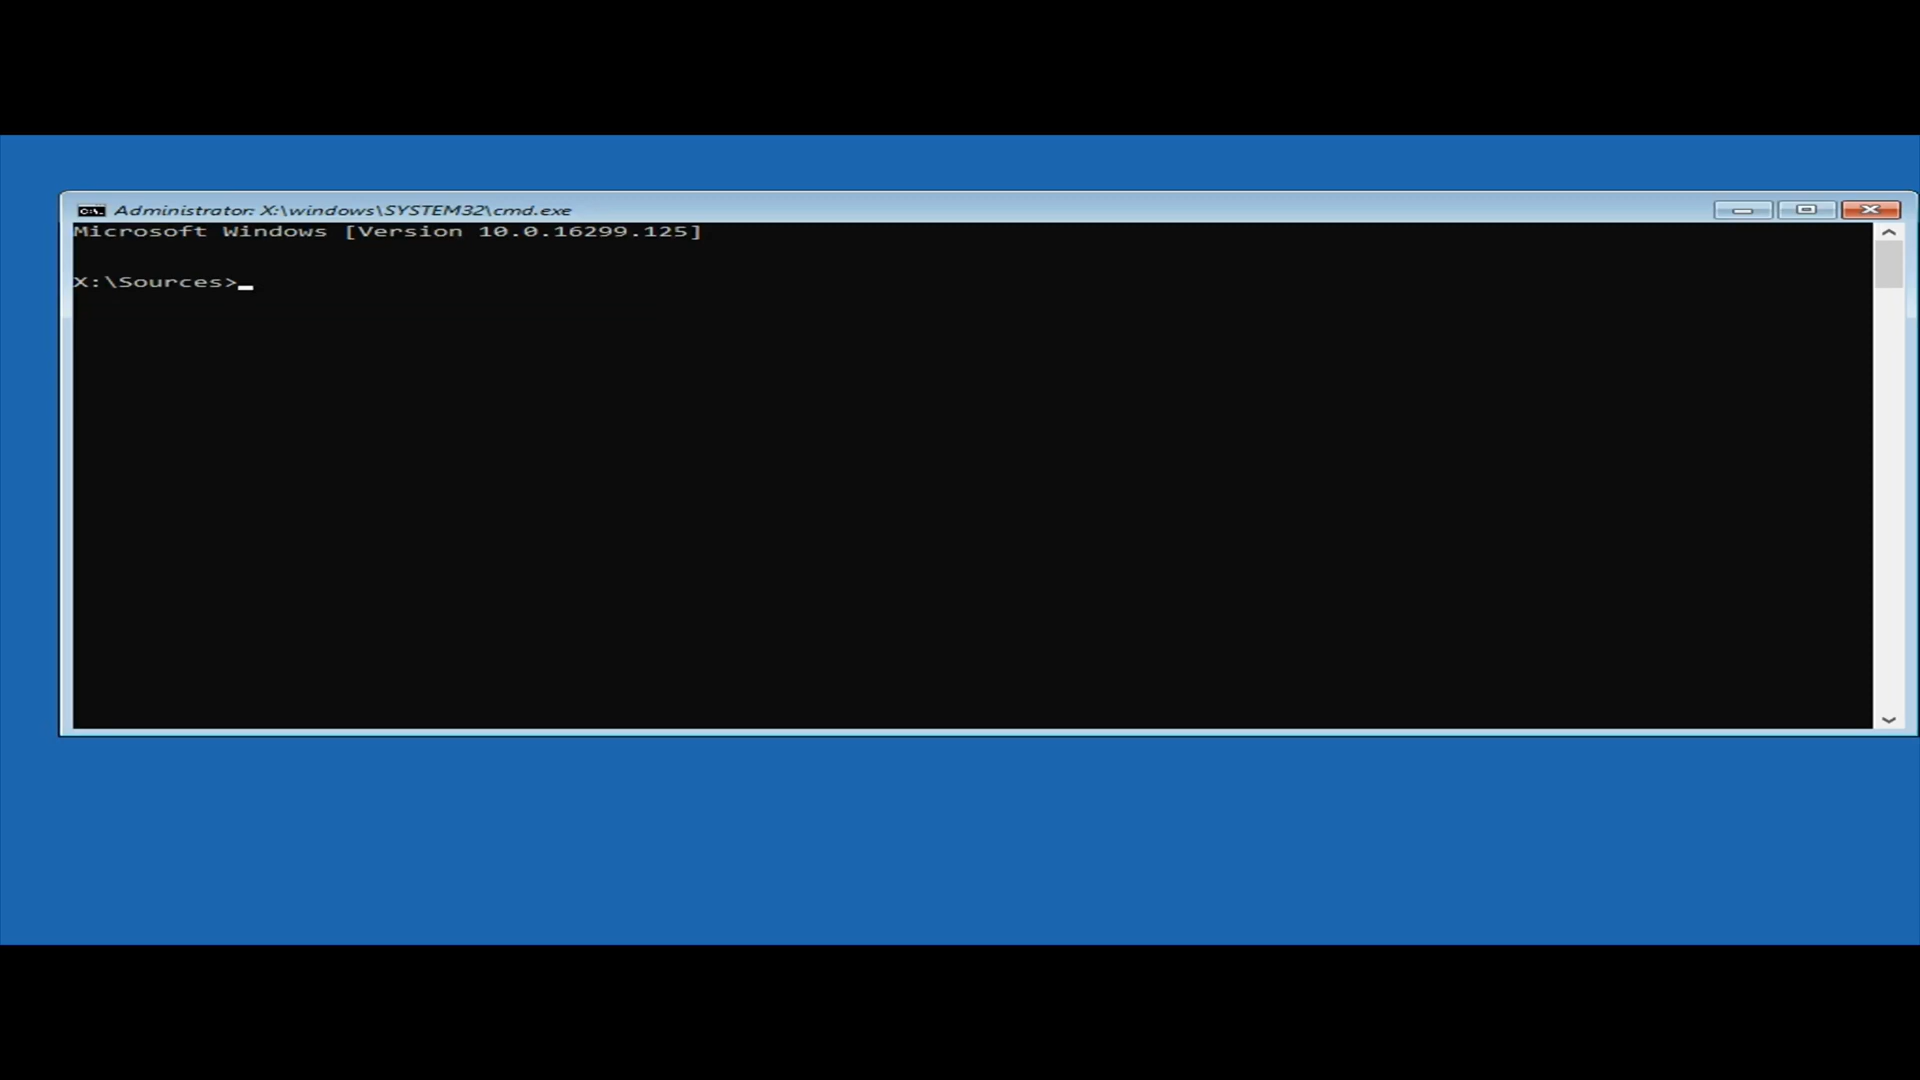 Administrator: X:\windows\SYSTEM32\cmd.exe
Microsoft Windows [Version 10.0.16299.125]
X:\Sources>_